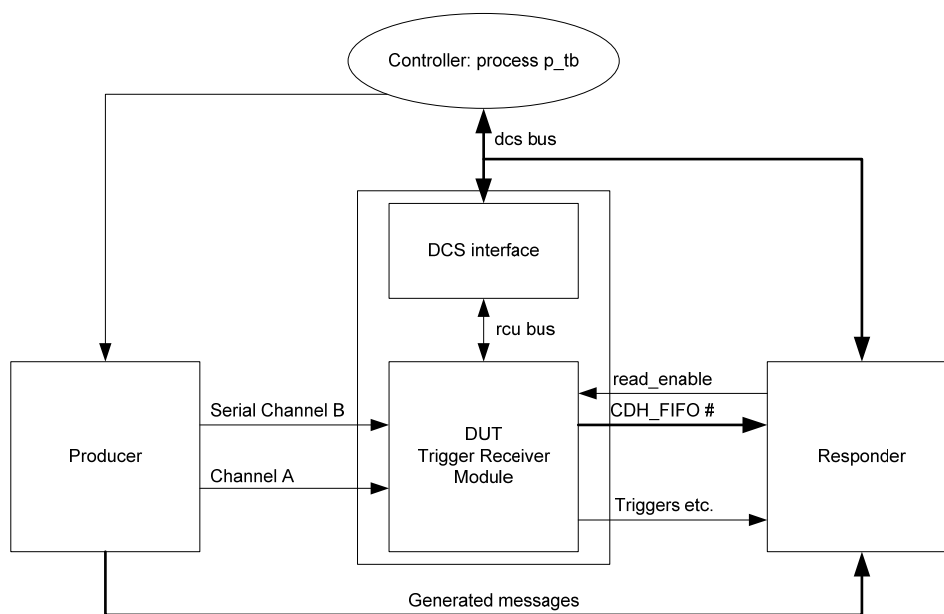 Controller: process p_tb
dcs bus
DCS interface
rcu bus
read_enable
Serial Channel B
CDH_FIFO #
Producer
DUT
Trigger Receiver
Module
Responder
Channel A
Triggers etc.
Generated messages